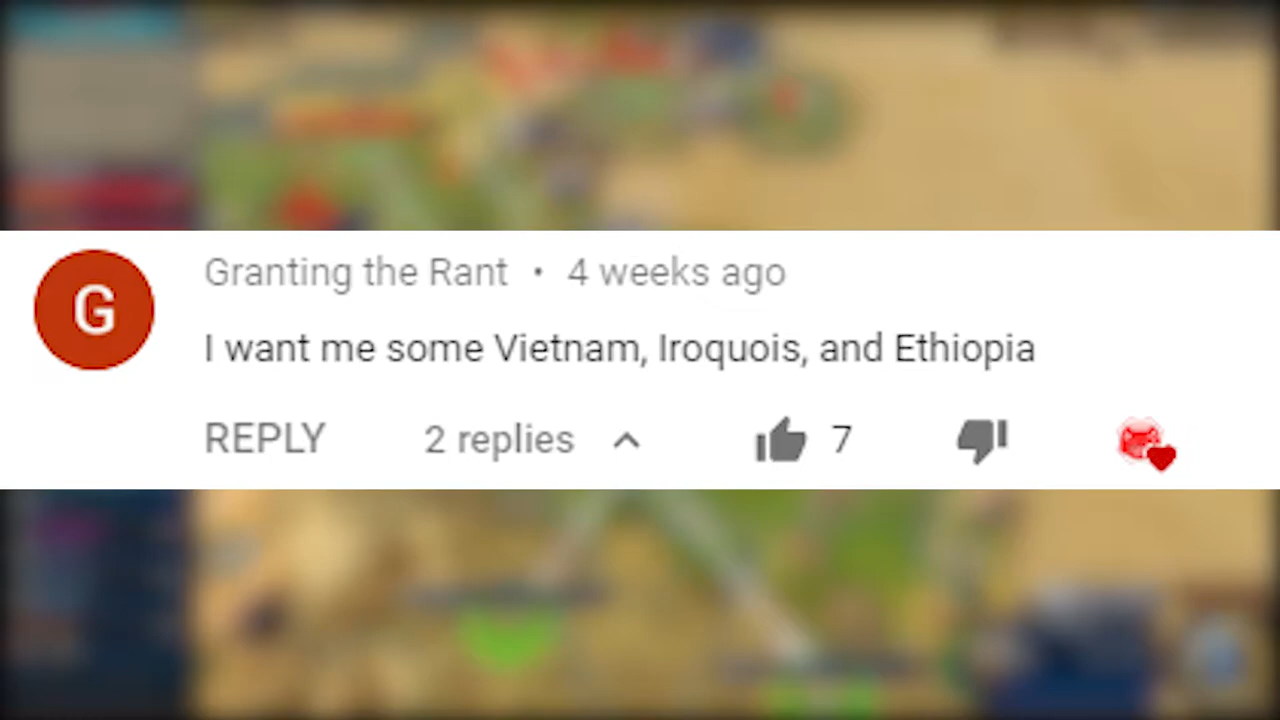 G
Granting the Rant • 4 weeks ago
I want me some Vietnam, Iroquois, and Ethiopia
REPLY 2 replies 7